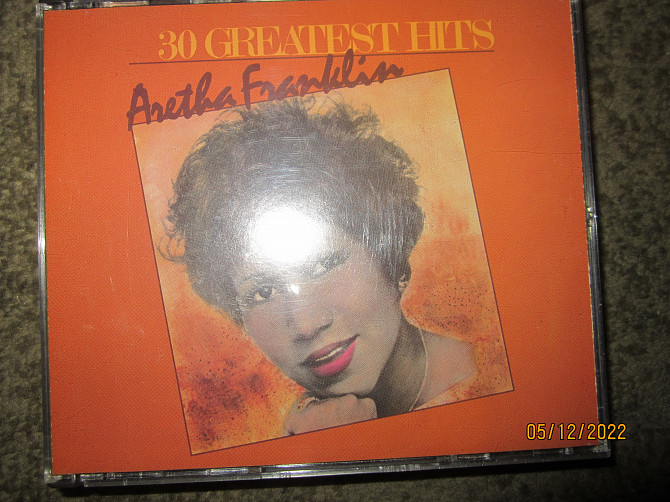 30 GREATEST HITS
Aretha Franklin
05/12/2022